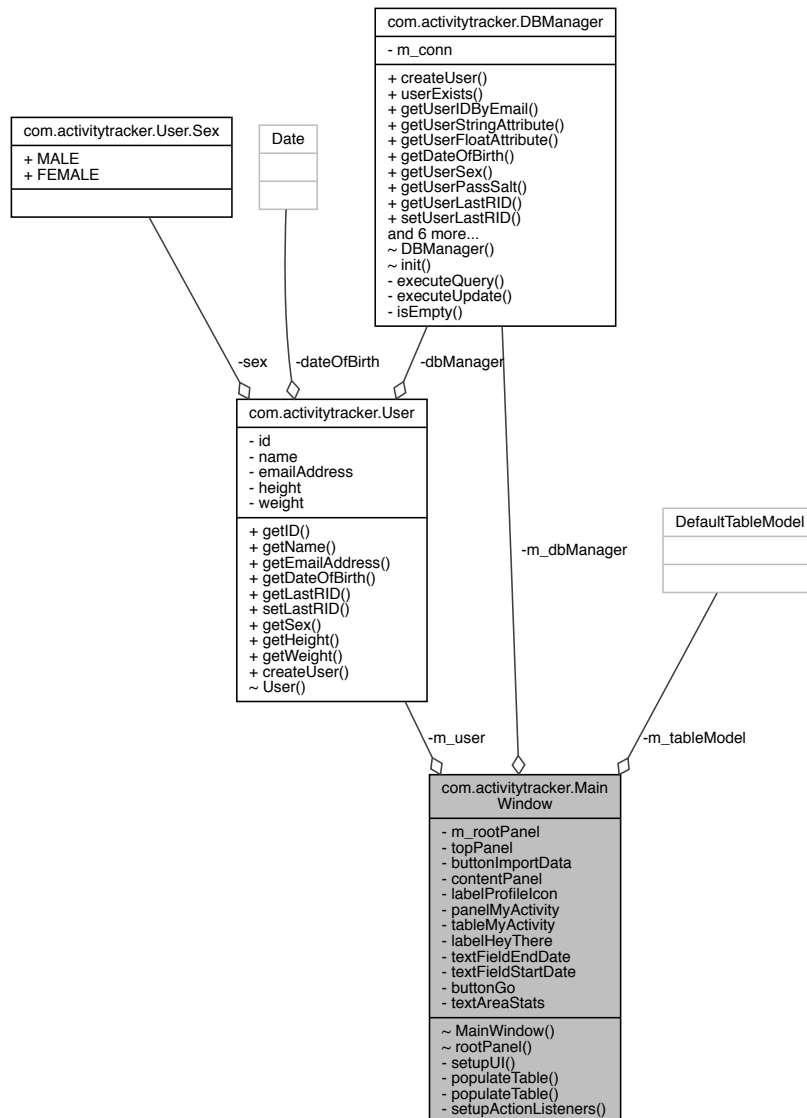 com.activitytracker.DBManager
- m_conn
+ createUser()
+ userExists()
+ getUserIDByEmail()
+ getUserStringAttribute()
+ getUserFloatAttribute()
+ getDateOfBirth()
+ getUserSex()
+ getUserPassSalt()
+ getUserLastRID()
+ setUserLastRID()
and 6 more...
~ DBManager()
~ init()
- executeQuery()
- executeUpdate()
- isEmpty()
com.activitytracker.User.Sex
+ MALE
+ FEMALE
Date
-sex
-dateOfBirth
-dbManager
com.activitytracker.User
- id
- name
- emailAddress
- height
- weight
+ getID()
+ getName()
+ getEmailAddress()
+ getDateOfBirth()
+ getLastRID()
+ setLastRID()
+ getSex()
+ getHeight()
+ getWeight()
+ createUser()
~ User()
DefaultTableModel
-m_dbManager
-m_user
-m_tableModel
com.activitytracker.Main
Window
- m_rootPanel
- topPanel
- buttonImportData
- contentPanel
- labelProfileIcon
- panelMyActivity
- tableMyActivity
- labelHeyThere
- textFieldEndDate
- textFieldStartDate
- buttonGo
- textAreaStats
~ MainWindow()
~ rootPanel()
- setupUI()
- populateTable()
- populateTable()
- setupActionListeners()